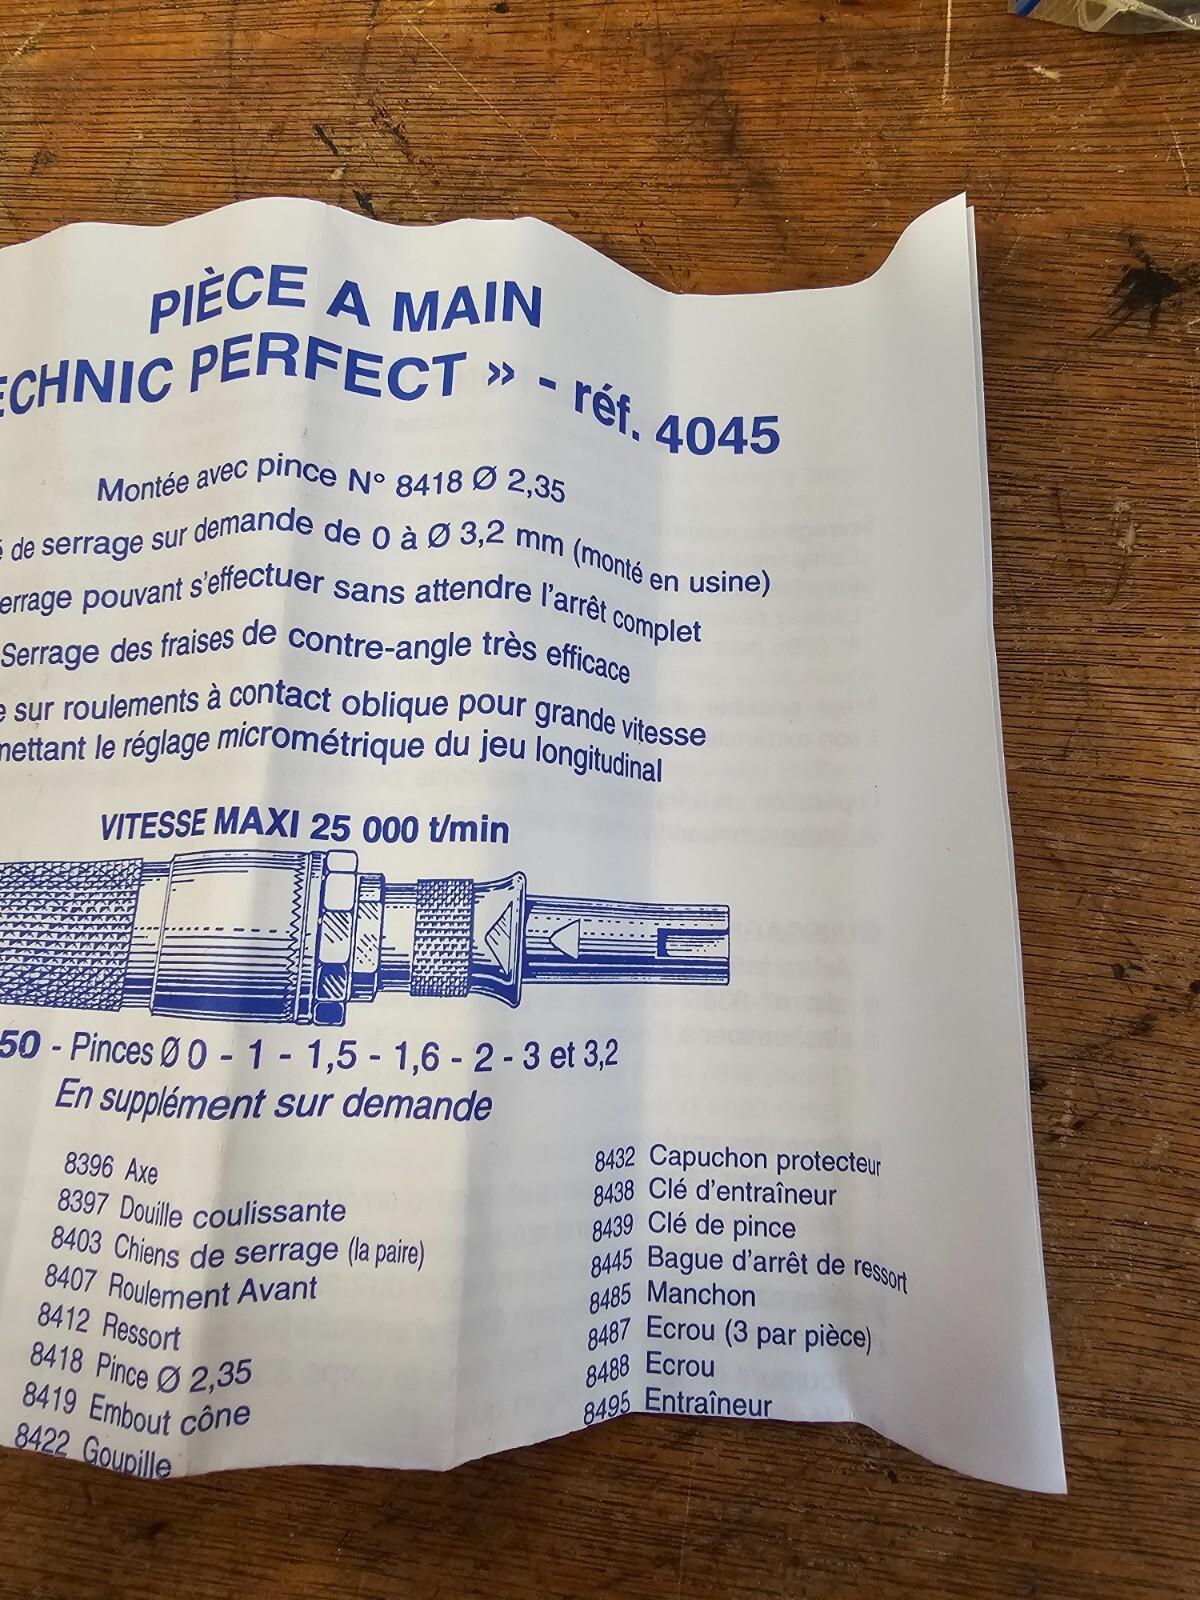 PIÈCE A MAIN
PERFECT » - réf. 4045
Montée avec pince N° 8418 Ø 2,35
de serrage sur demande de 0 à Ø 3,2 mm (monté en usine)
pouvant s'effectuer sans attendre l'arrêt complet
Serrage des fraises de contre-angle très efficace
sur roulements à contact oblique pour grande vitesse
le réglage micrométrique du jeu longitudinal
VITESSE MAXI 25 000 t/min
50 - Pinces Ø 0 - 1 - 1,5 - 1,6 - 2 - 3 et 3,2
En supplément sur demande
8396 Axe
8397 Douille coulissante
8403 Chiens de serrage (la paire)
8407 Roulement Avant
8412 Ressort
8418 Pince Ø 2,35
8419 Embout cône
8422 Goupille
8432 Capuchon protecteur
8438 Clé d'entraîneur
8439 Clé de pince
8445 Bague d'arrêt de ressort
8485 Manchon
8487 Ecrou (3 par pièce)
8488 Ecrou
8495 Entraîneur